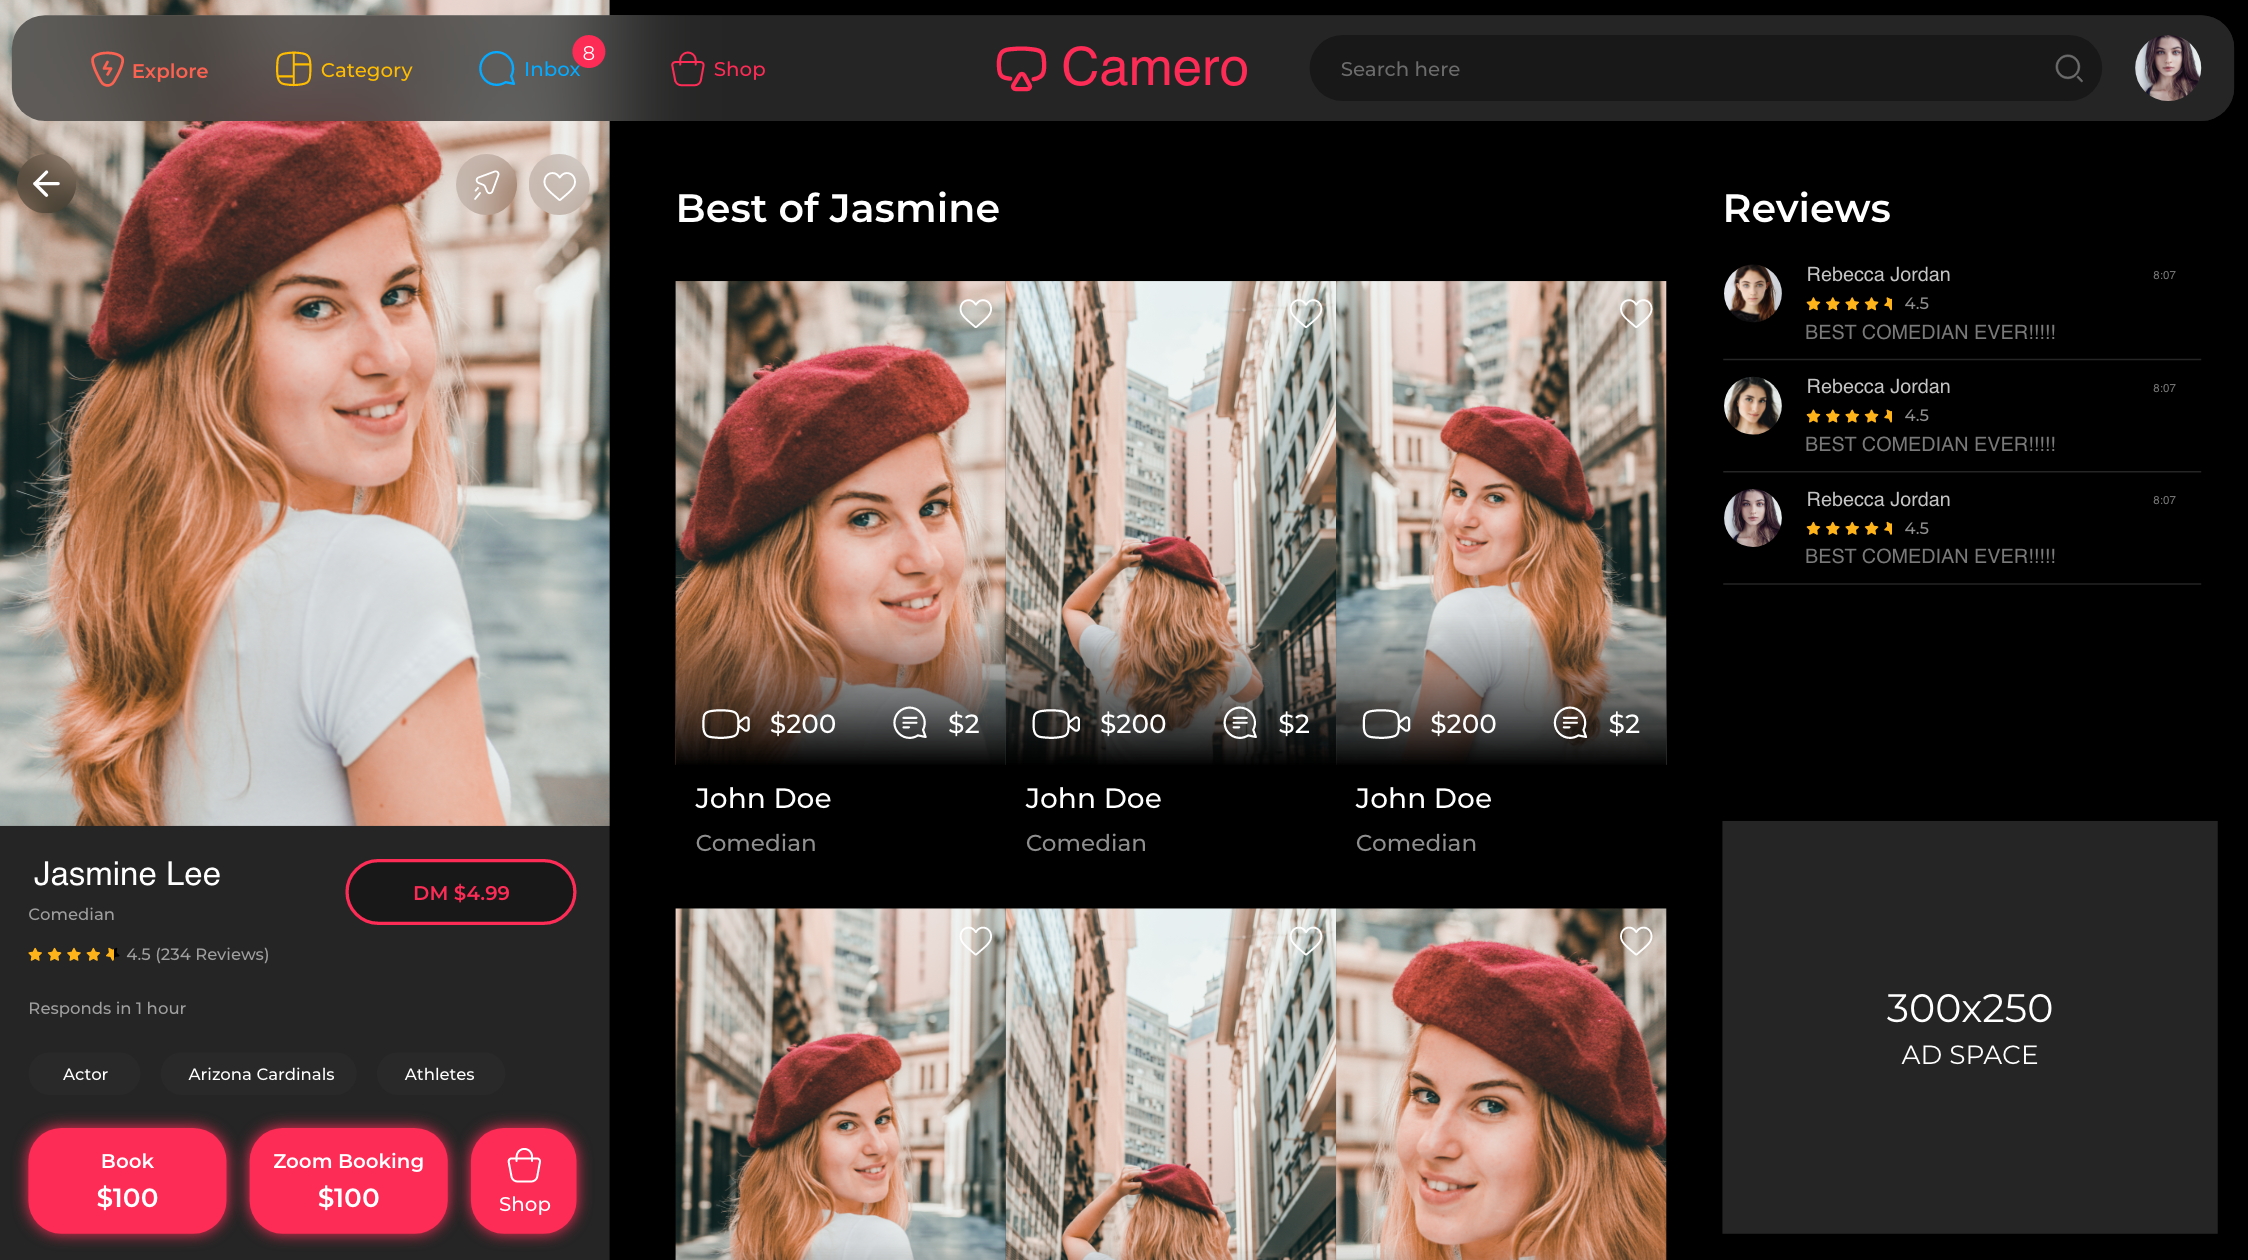 Explore
Category
Inbox
8
Shop
Camero
Search here
Best of Jasmine
$200
$2
$200
$2
$200
$2
John Doe
Comedian
John Doe
Comedian
John Doe
Comedian
Reviews
Rebecca Jordan
8:07
4.5
BEST COMEDIAN EVER!!!!!
Rebecca Jordan
8:07
4.5
BEST COMEDIAN EVER!!!!!
Rebecca Jordan
8:07
4.5
BEST COMEDIAN EVER!!!!!
300x250
AD SPACE
Jasmine Lee
DM $4.99
Comedian
4.5 (234 Reviews)
Responds in 1 hour
Actor
Arizona Cardinals
Athletes
Book
$100
Zoom Booking
$100
Shop